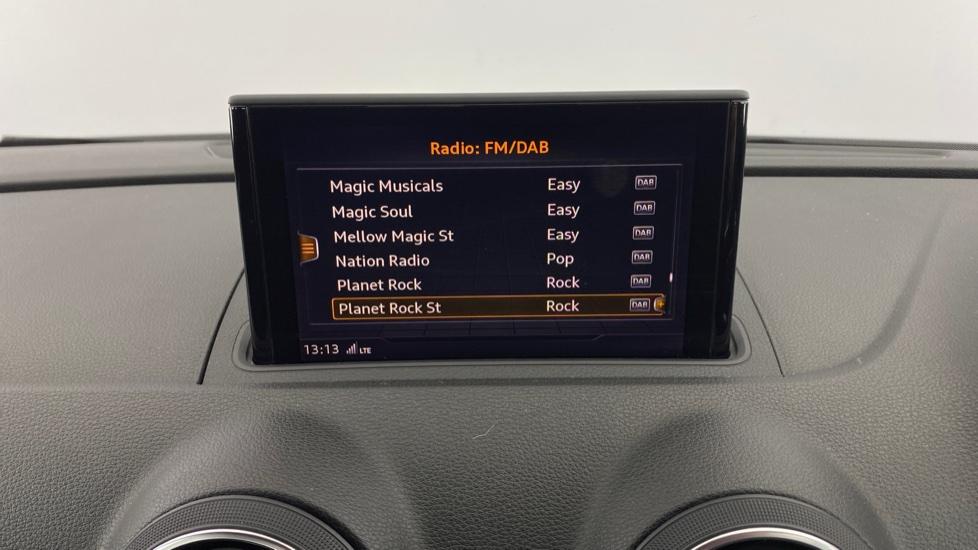 Radio: FM/DAB
Magic Musicals Easy DAB
Magic Soul Easy DAB
Mellow Magic St Easy DAB
Nation Radio Pop DAB
Planet Rock Rock DAB
Planet Rock St Rock DAB
13:13 LTE